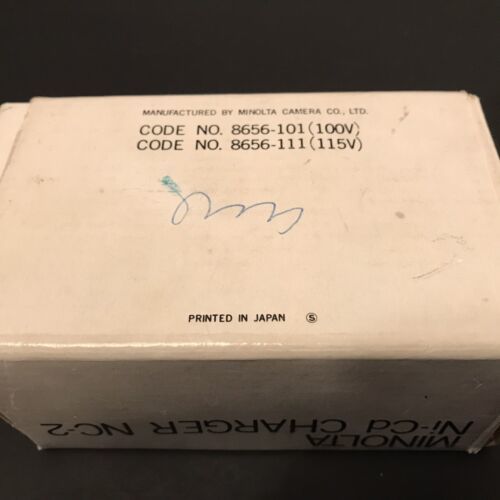 MANUFACTURED BY MINOLTA CAMERA CO., LTD.
CODE NO. 8656-101(100V)
CODE NO. 8656-111(115V)
PRINTED IN JAPAN Ⓢ
MINOLTA
Ni-Cd CHARGER NC-2